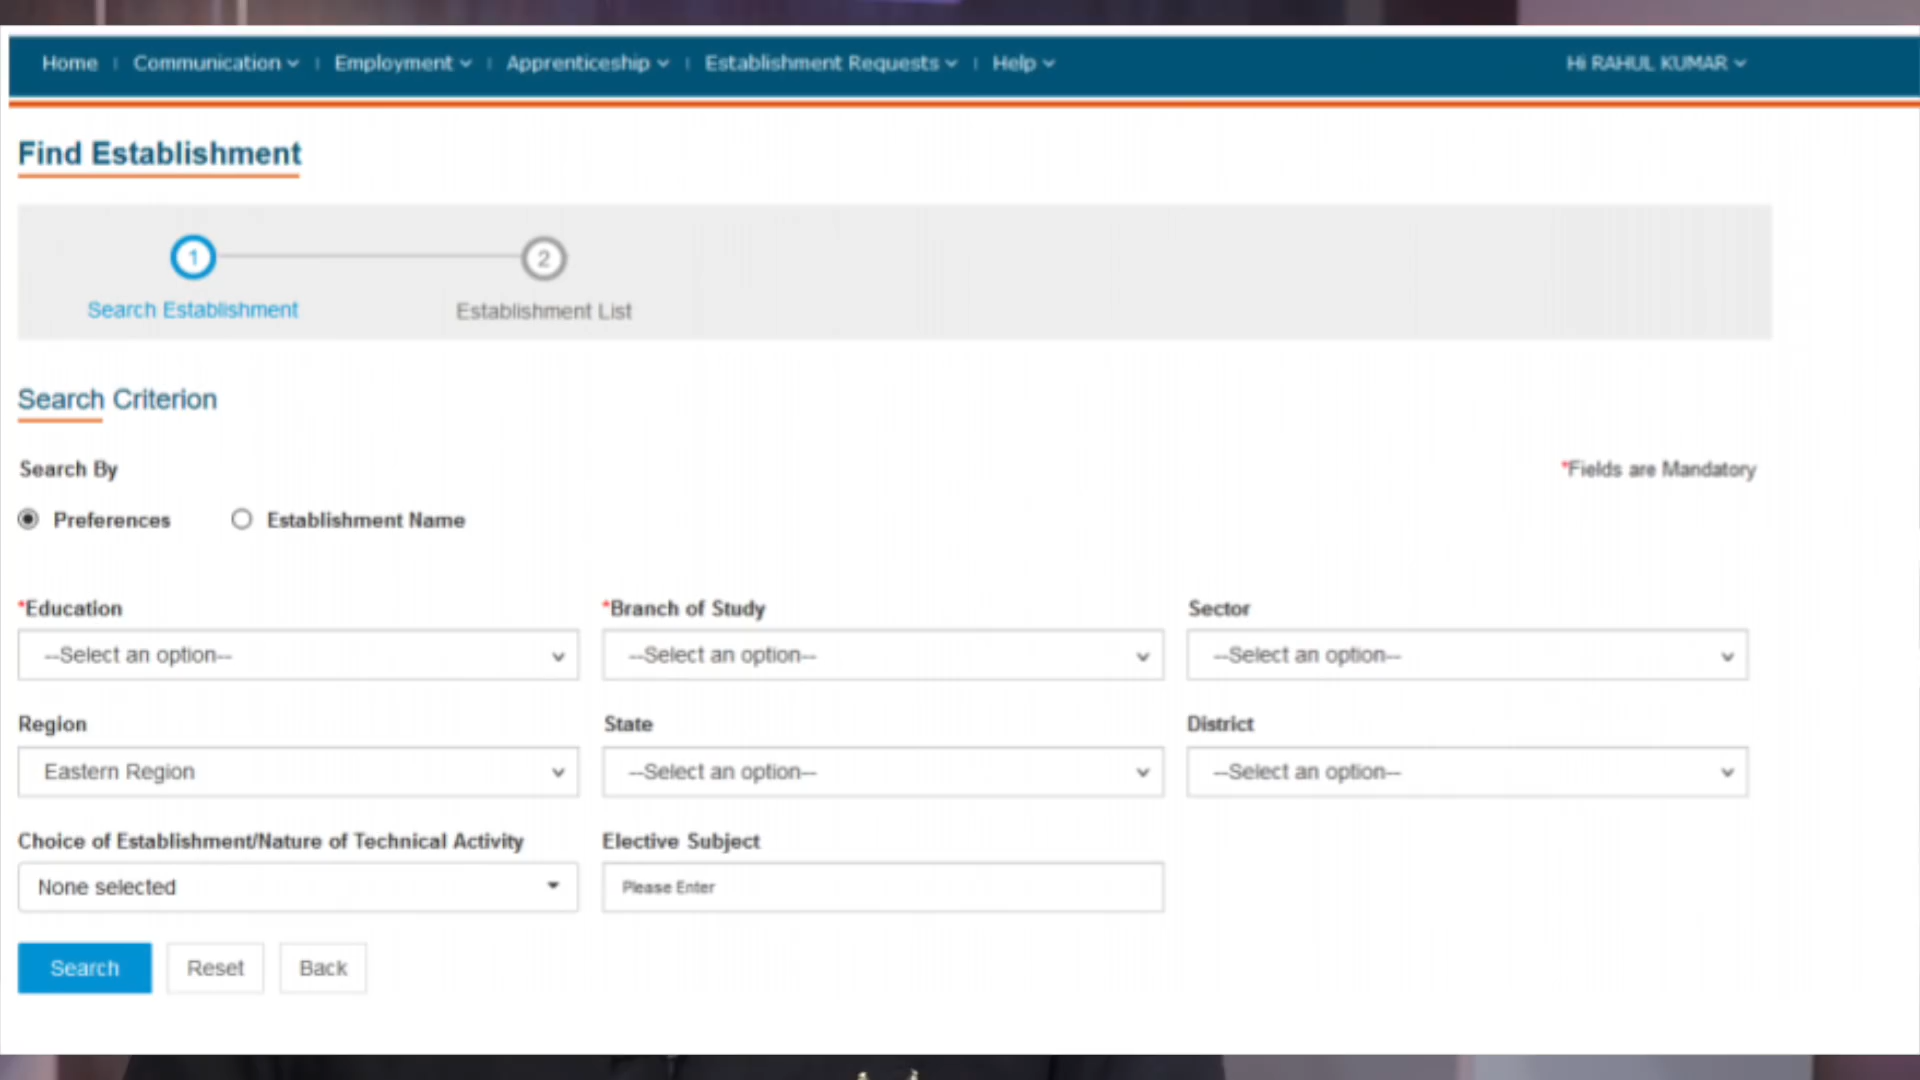 Home Communication Employment Apprenticeship Establishment Requests Help Hi RAHUL KUMAR
Find Establishment
1 2
Search Establishment Establishment List
Search Criterion
Search By *Fields are Mandatory
Preferences Establishment Name
*Education *Branch of Study Sector
--Select an option-- --Select an option-- --Select an option--
Region State District
Eastern Region --Select an option-- --Select an option--
Choice of Establishment/Nature of Technical Activity Elective Subject
None selected Please Enter
Search Reset Back